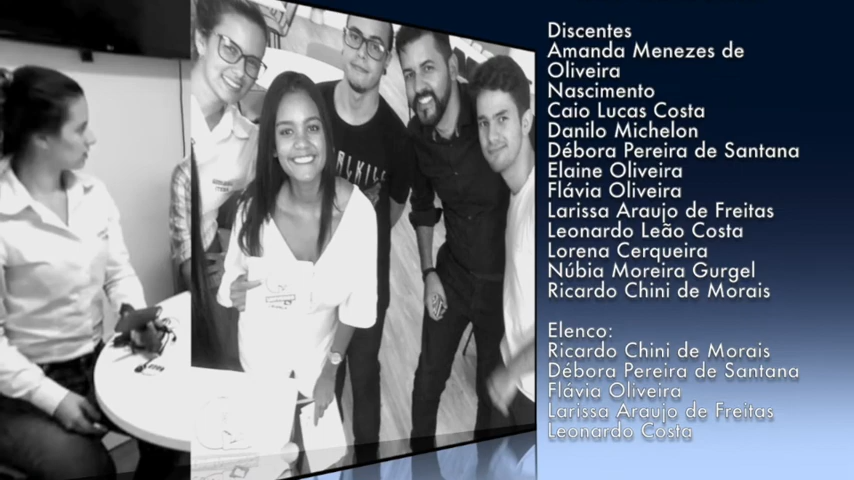 Discentes
Amanda Menezes de
Oliveira
Nascimento
Caio Lucas Costa
Danilo Michelon
Débora Pereira de Santana
Elaine Oliveira
Flávia Oliveira
Larissa Araujo de Freitas
Leonardo Leão Costa
Lorena Cerqueira
Núbia Moreira Gurgel
Ricardo Chini de Morais
Elenco:
Ricardo Chini de Morais
Débora Pereira de Santana
Flávia Oliveira
Larissa Araujo de Freitas
Leonardo Costa